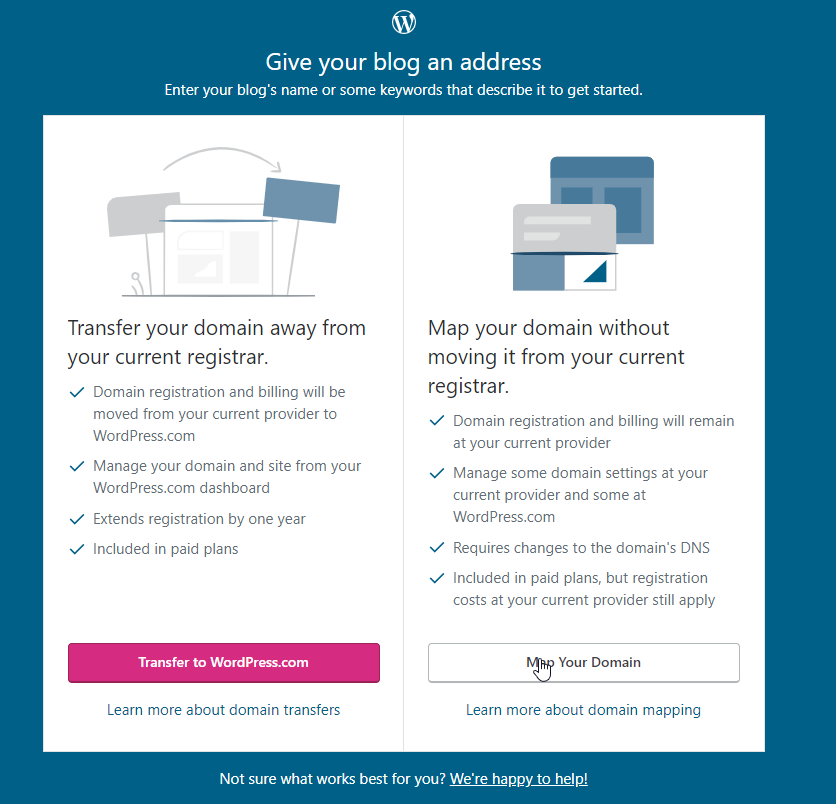 Give your blog an address
Enter your blog's name or some keywords that describe it to get started.
Transfer your domain away from
your current registrar.
Domain registration and billing will be
moved from your current provider to
WordPress.com
Manage your domain and site from your
WordPress.com dashboard
Extends registration by one year
Included in paid plans
Transfer to WordPress.com
Learn more about domain transfers
Map your domain without
moving it from your current
registrar.
Domain registration and billing will remain
at your current provider
Manage some domain settings at your
current provider and some at
WordPress.com
Requires changes to the domain's DNS
Included in paid plans, but registration
costs at your current provider still apply
Map Your Domain
Learn more about domain mapping
Not sure what works best for you? We're happy to help!